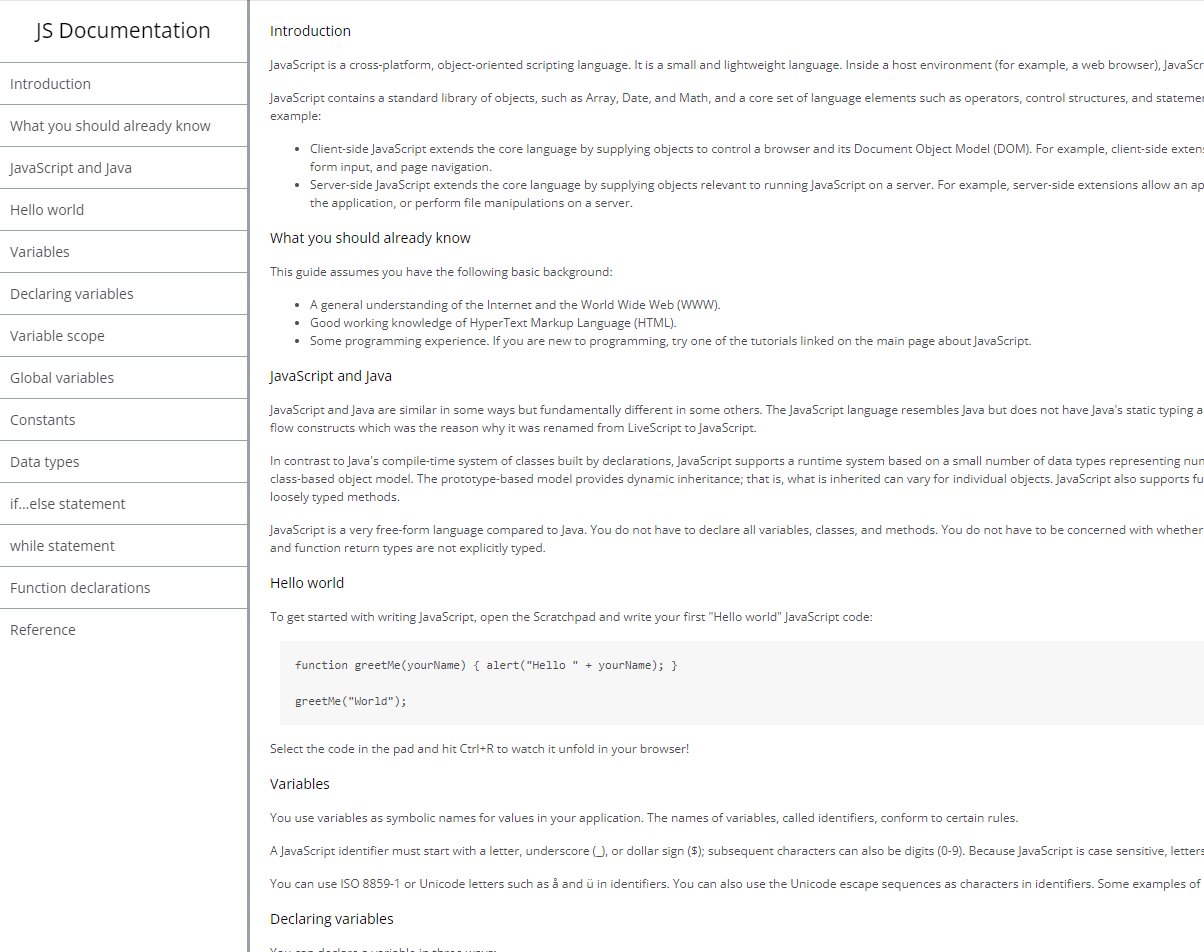 JS Documentation
Introduction
What you should already know
JavaScript and Java
Hello world
Variables
Declaring variables
Variable scope
Global variables
Constants
Data types
if...else statement
while statement
Function declarations
Reference
Introduction
JavaScript is a cross-platform, object-oriented scripting language. It is a small and lightweight language. Inside a host environment (for example, a web browser), JavaScr
JavaScript contains a standard library of objects, such as Array, Date, and Math, and a core set of language elements such as operators, control structures, and stateme
example:
• Client-side JavaScript extends the core language by supplying objects to control a browser and its Document Object Model (DOM). For example, client-side exten
form input, and page navigation.
• Server-side JavaScript extends the core language by supplying objects relevant to running JavaScript on a server. For example, server-side extensions allow an ap
the application, or perform file manipulations on a server.
What you should already know
This guide assumes you have the following basic background:
• A general understanding of the Internet and the World Wide Web (WWW).
• Good working knowledge of HyperText Markup Language (HTML).
• Some programming experience. If you are new to programming, try one of the tutorials linked on the main page about JavaScript.
JavaScript and Java
JavaScript and Java are similar in some ways but fundamentally different in some others. The JavaScript language resembles Java but does not have Java's static typing a
flow constructs which was the reason why it was renamed from LiveScript to JavaScript.
In contrast to Java's compile-time system of classes built by declarations, JavaScript supports a runtime system based on a small number of data types representing nu
class-based object model. The prototype-based model provides dynamic inheritance; that is, what is inherited can vary for individual objects. JavaScript also supports fu
loosely typed methods.
JavaScript is a very free-form language compared to Java. You do not have to declare all variables, classes, and methods. You do not have to be concerned with whether
and function return types are not explicitly typed.
Hello world
To get started with writing JavaScript, open the Scratchpad and write your first "Hello world" JavaScript code:
function greetMe(yourName) { alert("Hello " + yourName); }
greetMe("World");
Select the code in the pad and hit Ctrl+R to watch it unfold in your browser!
Variables
You use variables as symbolic names for values in your application. The names of variables, called identifiers, conform to certain rules.
A JavaScript identifier must start with a letter, underscore (_), or dollar sign ($); subsequent characters can also be digits (0-9). Because JavaScript is case sensitive, letters
You can use ISO 8859-1 or Unicode letters such as å and ü in identifiers. You can also use the Unicode escape sequences as characters in identifiers. Some examples of
Declaring variables
You can declare a variable in three ways: